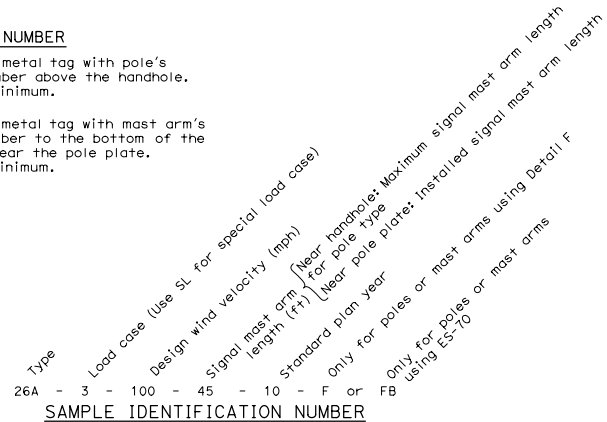 NUMBER
metal tag with pole's
ber above the handhole.
inimum.
metal tag with mast arm's
ber to the bottom of the
ear the pole plate.
inimum.
Type
Load case (Use SL for special load case)
Design wind velocity (mph)
Signal mast arm
length (ft)
Near handhole: Maximum signal mast arm length
for pole type
Near pole plate: Installed signal mast arm length
Standard plan year
Only for poles or mast arms using Detail F
Only for poles or mast arms
using ES-70
26A - 3 - 100 - 45 - 10 - F or FB
SAMPLE IDENTIFICATION NUMBER